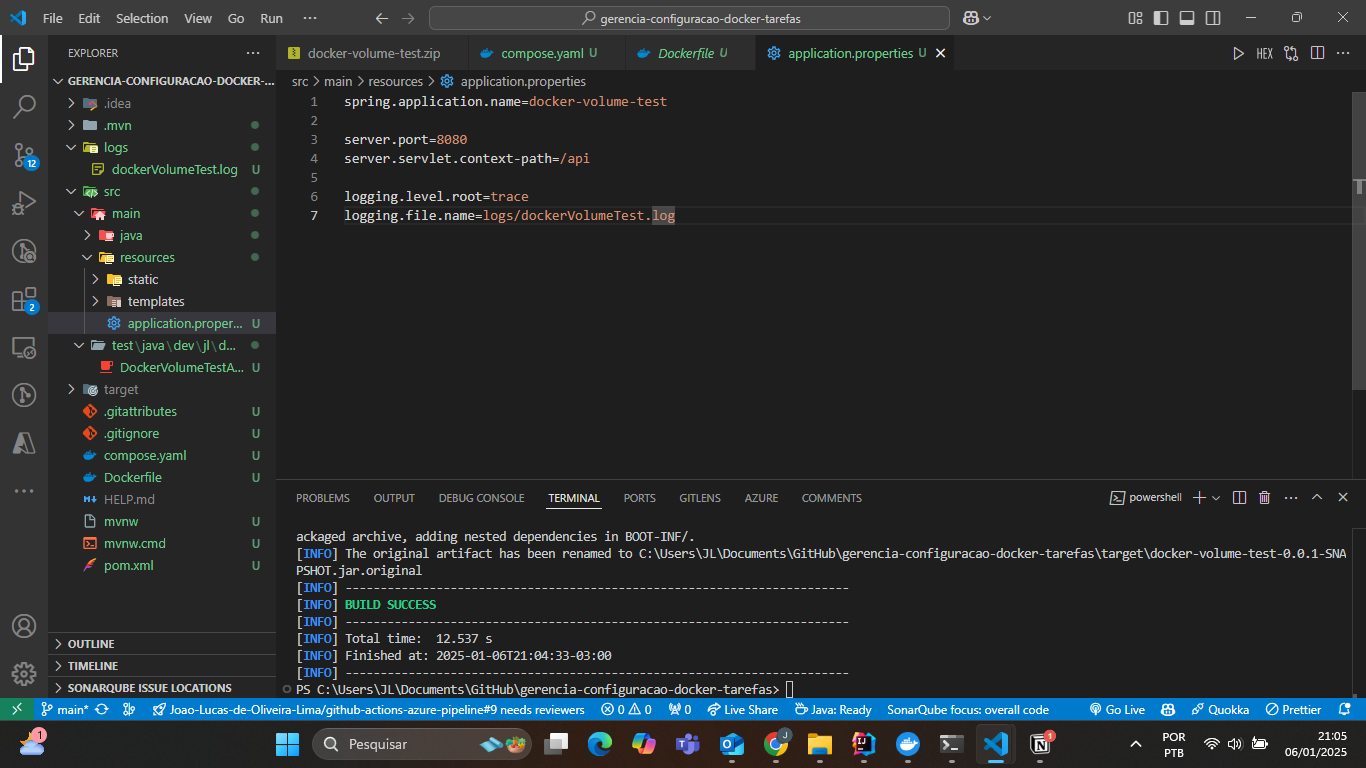 File Edit Selection View Go Run ··· gerencia-configuracao-docker-tarefas
EXPLORER ···
GERENCIA-CONFIGURACAO-DOCKER-...
.idea
.mvn
logs
dockerVolumeTest.log U
src
main
java
resources
static
templates
application.proper... U
test\java\dev\jl\d...
DockerVolumeTestA... U
target
.gitattributes U
.gitignore U
compose.yaml U
Dockerfile U
HELP.md
mvnw U
mvnw.cmd U
pom.xml U
OUTLINE
TIMELINE
SONARQUBE ISSUE LOCATIONS
12
2
docker-volume-test.zip compose.yaml U Dockerfile U application.properties U HEX
src > main > resources > application.properties
1 spring.application.name=docker-volume-test
2
3 server.port=8080
4 server.servlet.context-path=/api
5
6 logging.level.root=trace
7 logging.file.name=logs/dockerVolumeTest.log
PROBLEMS OUTPUT DEBUG CONSOLE TERMINAL PORTS GITLENS AZURE COMMENTS powershell
ackaged archive, adding nested dependencies in BOOT-INF/.
[INFO] The original artifact has been renamed to C:\Users\JL\Documents\GitHub\gerencia-configuracao-docker-tarefas\target\docker-volume-test-0.0.1-SNA
PSHOT.jar.original
[INFO] ------------------------------------------------------------------------
[INFO] BUILD SUCCESS
[INFO] ------------------------------------------------------------------------
[INFO] Total time:  12.537 s
[INFO] Finished at: 2025-01-06T21:04:33-03:00
[INFO] ------------------------------------------------------------------------
PS C:\Users\JL\Documents\GitHub\gerencia-configuracao-docker-tarefas>
main* Joao-Lucas-de-Oliveira-Lima/github-actions-azure-pipeline#9 needs reviewers 0 0 0 Live Share Java: Ready SonarQube focus: overall code Go Live Quokka Prettier
1 Pesquisar J 1 POR
PTB
21:05
06/01/2025